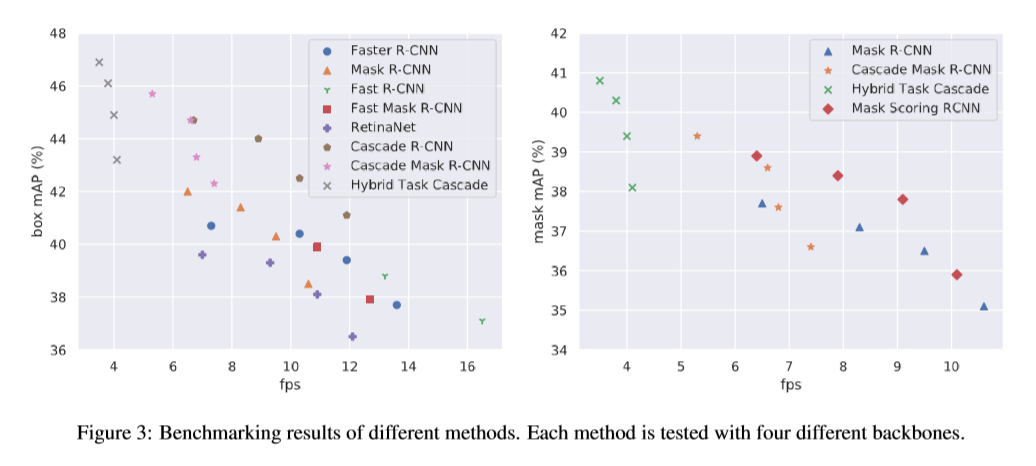 48
46
44
42
40
38
36
box mAP (%)
4 6 8 10 12 14 16
fps
Faster R-CNN
Mask R-CNN
Fast R-CNN
Fast Mask R-CNN
RetinaNet
Cascade R-CNN
Cascade Mask R-CNN
Hybrid Task Cascade
42
41
40
39
38
37
36
35
34
mask mAP (%)
4 5 6 7 8 9 10
fps
Mask R-CNN
Cascade Mask R-CNN
Hybrid Task Cascade
Mask Scoring RCNN
Figure 3: Benchmarking results of different methods. Each method is tested with four different backbones.